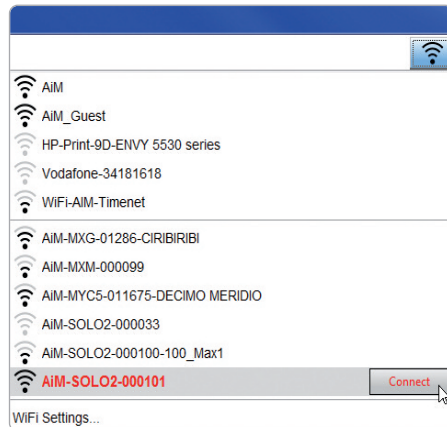 AiM
AiM_Guest
HP-Print-9D-ENVY 5530 series
Vodafone-34181618
WiFi-AIM-Timenet
AiM-MXG-01286-CIRIBIRIBI
AiM-MXM-000099
AiM-MYC5-011675-DECIMO MERIDIO
AiM-SOLO2-000033
AiM-SOLO2-000100-100_Max1
AiM-SOLO2-000101 Connect
WiFi Settings...